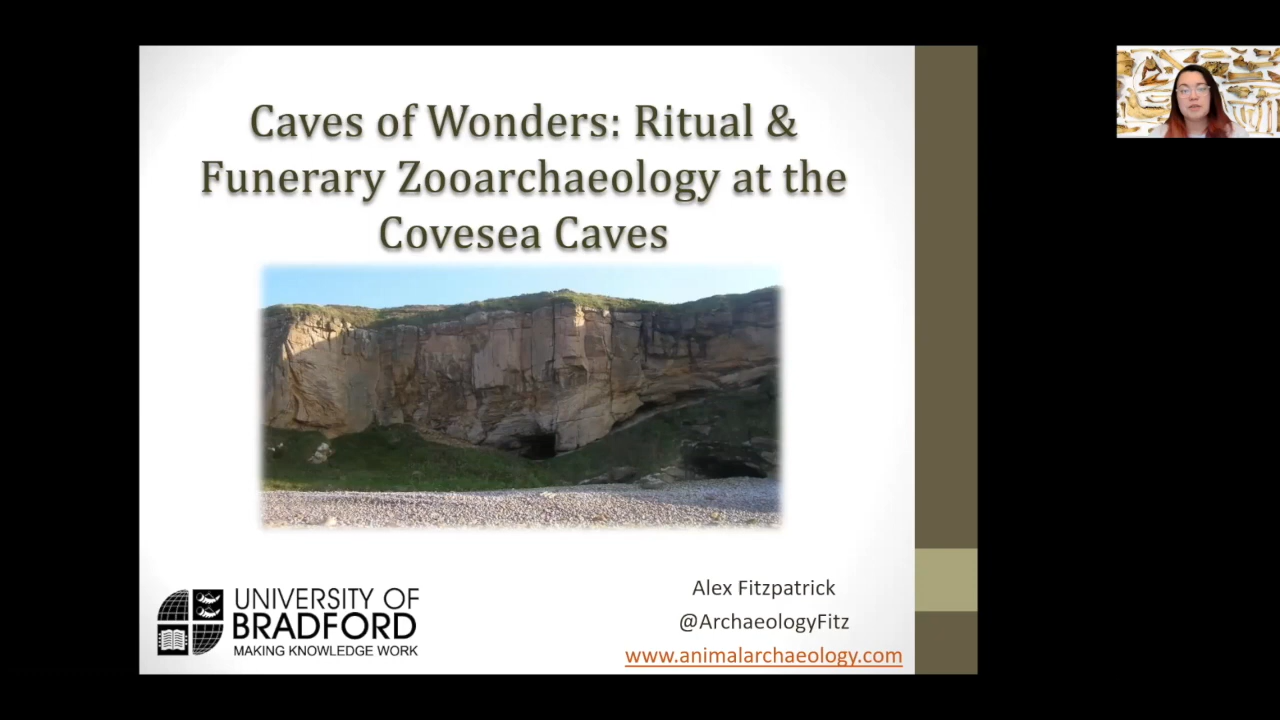 Caves of Wonders: Ritual &
Funerary Zooarchaeology at the
Covesea Caves
UNIVERSITY OF
BRADFORD
MAKING KNOWLEDGE WORK
Alex Fitzpatrick
@ArchaeologyFitz
www.animalarchaeology.com